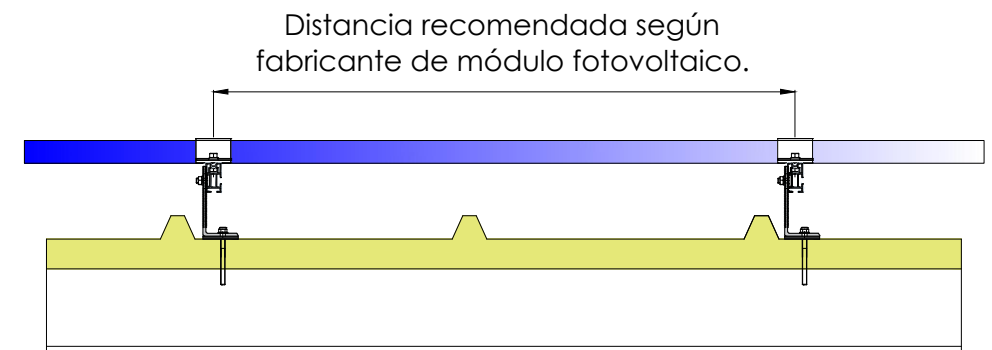 Distancia recomendada según
fabricante de módulo fotovoltaico.